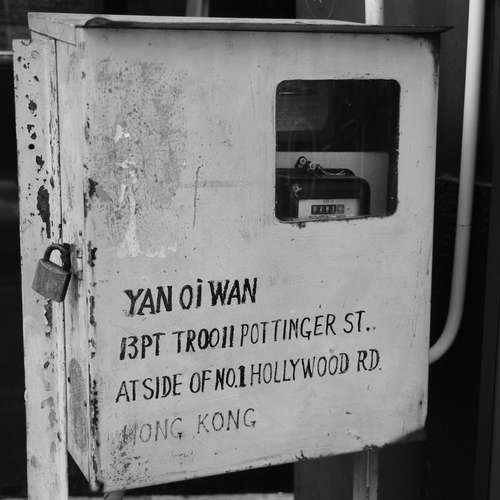 YAN Oi WAN
13PT TROO11 POTTINGER ST..
AT SIDE OF NO.1 HOLLYWOOD RD.
HONG KONG